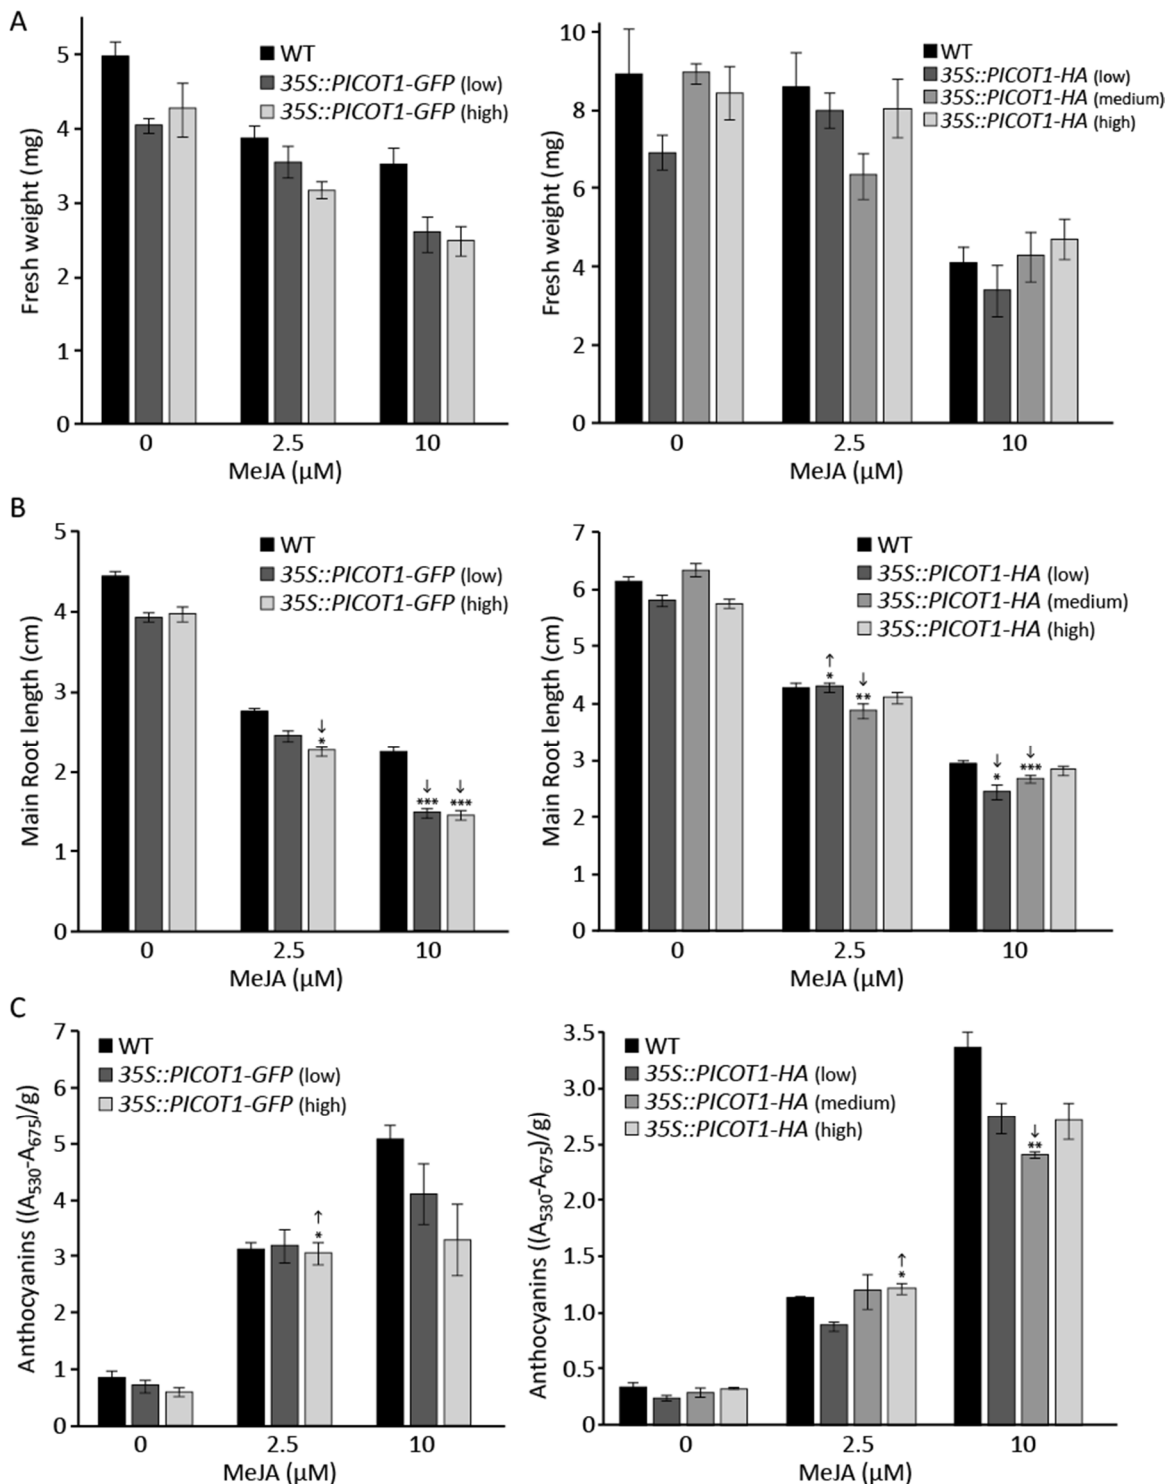 A
Fresh weight (mg)
5
4
3
2
1
0
WT
35S::PICOT1-GFP (low)
35S::PICOT1-GFP (high)
0 2.5 10
MeJA (µM)
Fresh weight (mg)
10
8
6
4
2
0
WT
35S::PICOT1-HA (low)
35S::PICOT1-HA (medium)
35S::PICOT1-HA (high)
0 2.5 10
MeJA (µM)
B
Main Root length (cm)
5
4
3
2
1
0
WT
35S::PICOT1-GFP (low)
35S::PICOT1-GFP (high)
↓
*
↓ ↓
*** ***
0 2.5 10
MeJA (µM)
Main Root length (cm)
7
6
5
4
3
2
1
0
WT
35S::PICOT1-HA (low)
35S::PICOT1-HA (medium)
35S::PICOT1-HA (high)
↑ ↓
* **
↓ ↓
* ***
0 2.5 10
MeJA (µM)
C
Anthocyanins ((A530-A675)/g)
7
6
5
4
3
2
1
0
WT
35S::PICOT1-GFP (low)
35S::PICOT1-GFP (high)
↑
*
0 2.5 10
MeJA (µM)
Anthocyanins ((A530-A675)/g)
3.5
3.0
2.5
2.0
1.5
1.0
0.5
0
WT
35S::PICOT1-HA (low)
35S::PICOT1-HA (medium)
35S::PICOT1-HA (high)
↑
*
↓
**
0 2.5 10
MeJA (µM)